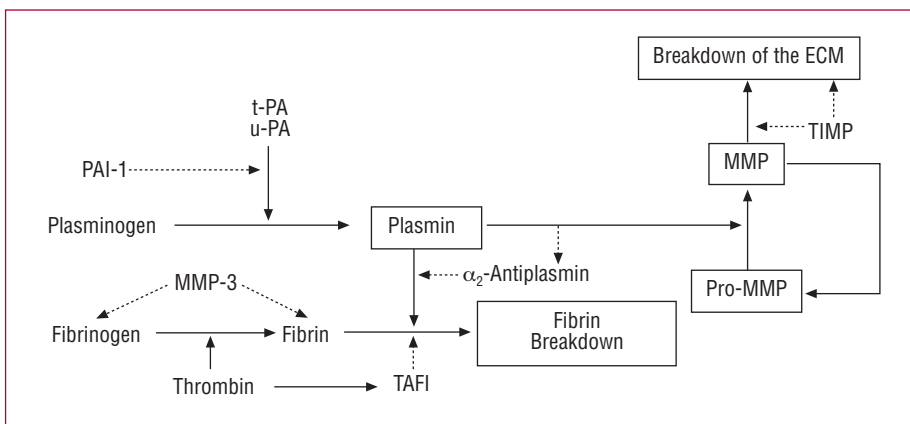 Breakdown of the ECM
t-PA
u-PA
TIMP
PAI-1
MMP
Plasminogen
Plasmin
α₂-Antiplasmin
MMP-3
Pro-MMP
Fibrinogen
Fibrin
Fibrin
Breakdown
Thrombin
TAFI